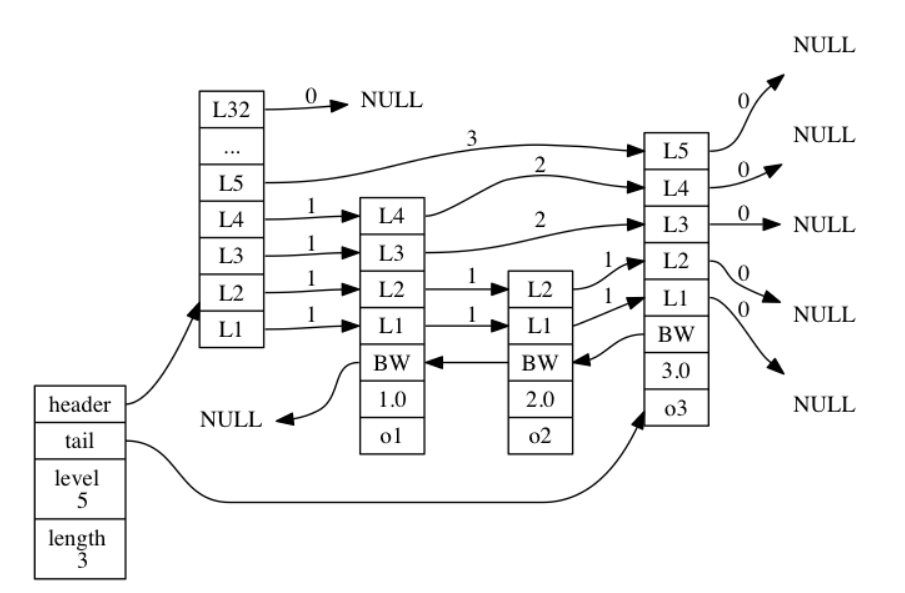 NULL
L32
0
NULL
...
L5
3
L4
1
L3
1
L2
1
L1
1
L4
2
L3
2
L2
1
L1
1
BW
1.0
o1
NULL
L2
1
L1
1
BW
2.0
o2
L5
0
L4
0
NULL
L3
0
NULL
L2
0
NULL
L1
0
NULL
BW
3.0
o3
header
tail
level
5
length
3